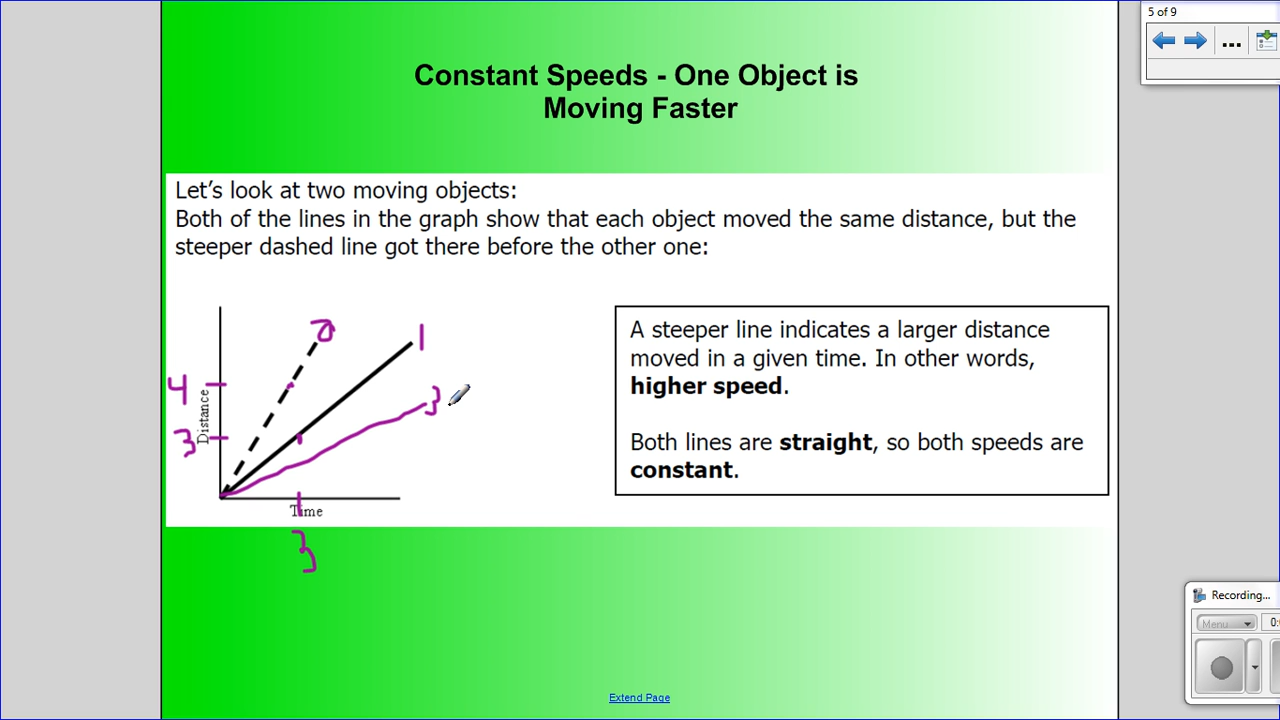 5 of 9
Constant Speeds - One Object is
Moving Faster
Let's look at two moving objects:
Both of the lines in the graph show that each object moved the same distance, but the
steeper dashed line got there before the other one:
2
1
3
4
3
Distance
Time
3
A steeper line indicates a larger distance
moved in a given time. In other words,
higher speed.
Both lines are straight, so both speeds are
constant.
Recording...
Menu
Extend Page